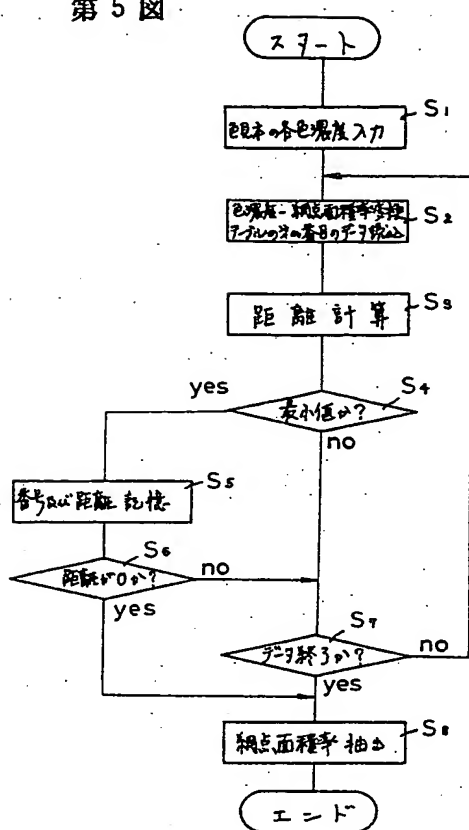 第5図
スタート
S1
色見本の各色濃度入力
色濃度-網点面積率変換
S2
テーブルの次の番目のデータ読込
S3
距離計算
yes
S4
最小値か?
no
S5
番号及び距離記憶
S6
距離が0か?
no
yes
S7
データ終了か?
no
yes
S8
網点面積率抽出
エンド